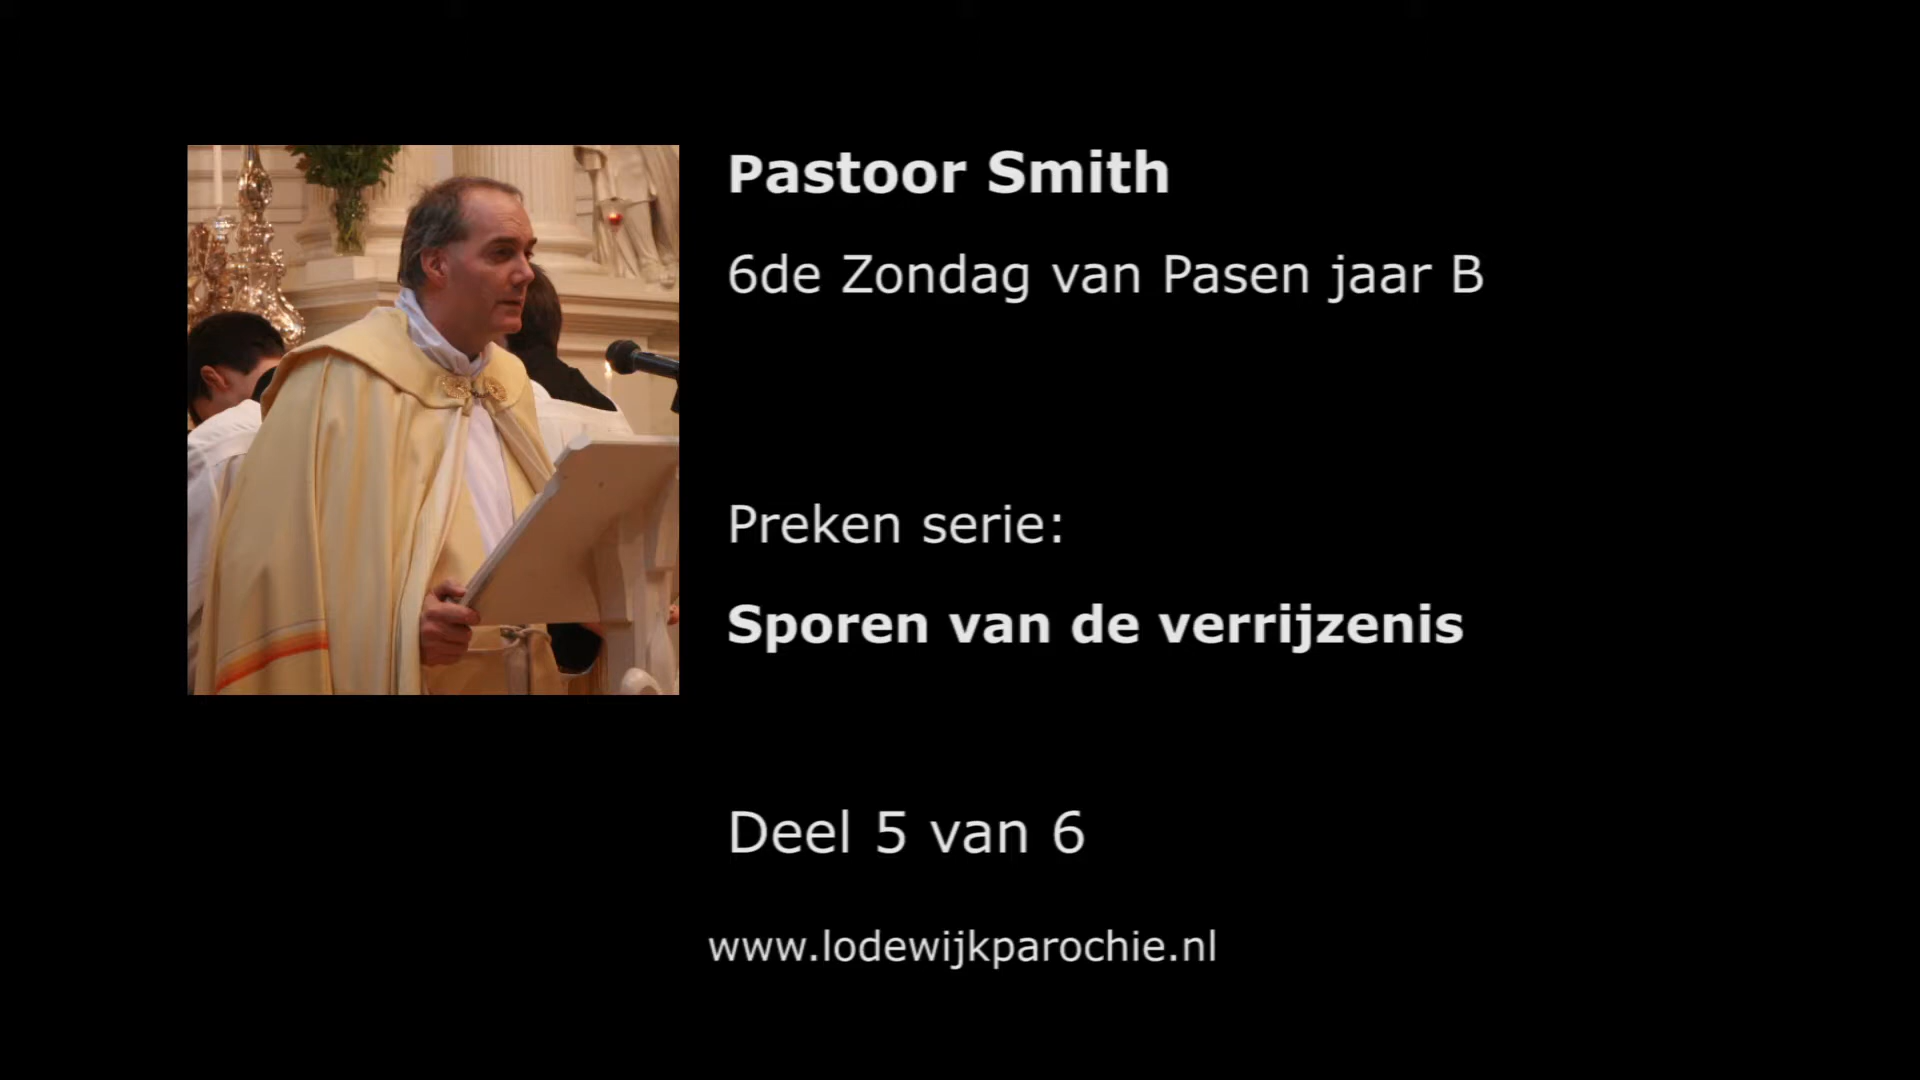 Pastoor Smith
6de Zondag van Pasen jaar B
Preken serie:
Sporen van de verrijzenis
Deel 5 van 6
www.lodewijkparochie.nl